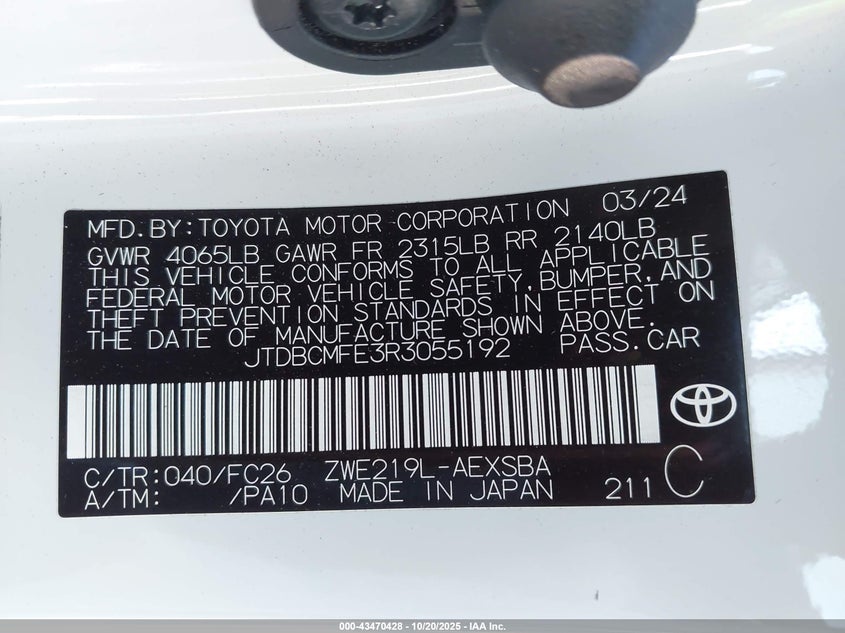 MFD.BY:TOYOTA MOTOR CORPORATION 03/24
GVWR 4065LB GAWR FR 2315LB RR 2140LB
THIS VEHICLE CONFORMS TO ALL APPLICABLE
FEDERAL MOTOR VEHICLE SAFETY,BUMPER,AND
THEFT PREVENTION STANDARDS IN EFFECT ON
THE DATE OF MANUFACTURE SHOWN ABOVE.
JTDBCMFE3R3055192 PASS.CAR
C/TR:040/FC26 ZWE219L-AEXSBA
A/TM: /PA10 MADE IN JAPAN 211 C
000-43470428 - 10/20/2025 - IAA Inc.